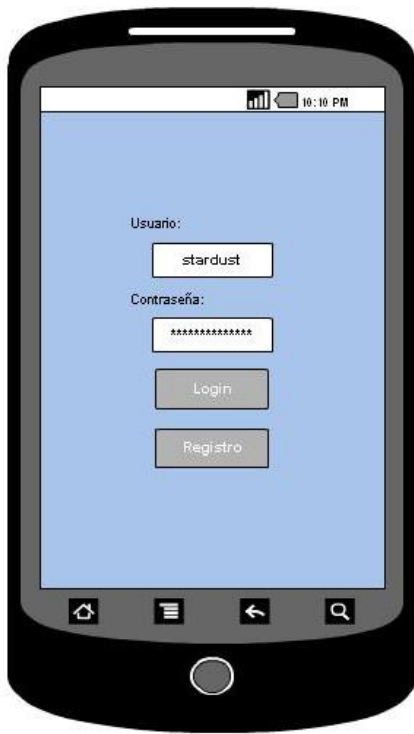 10:10 PM
Usuario:
stardust
Contraseña:
**************
Login
Registro